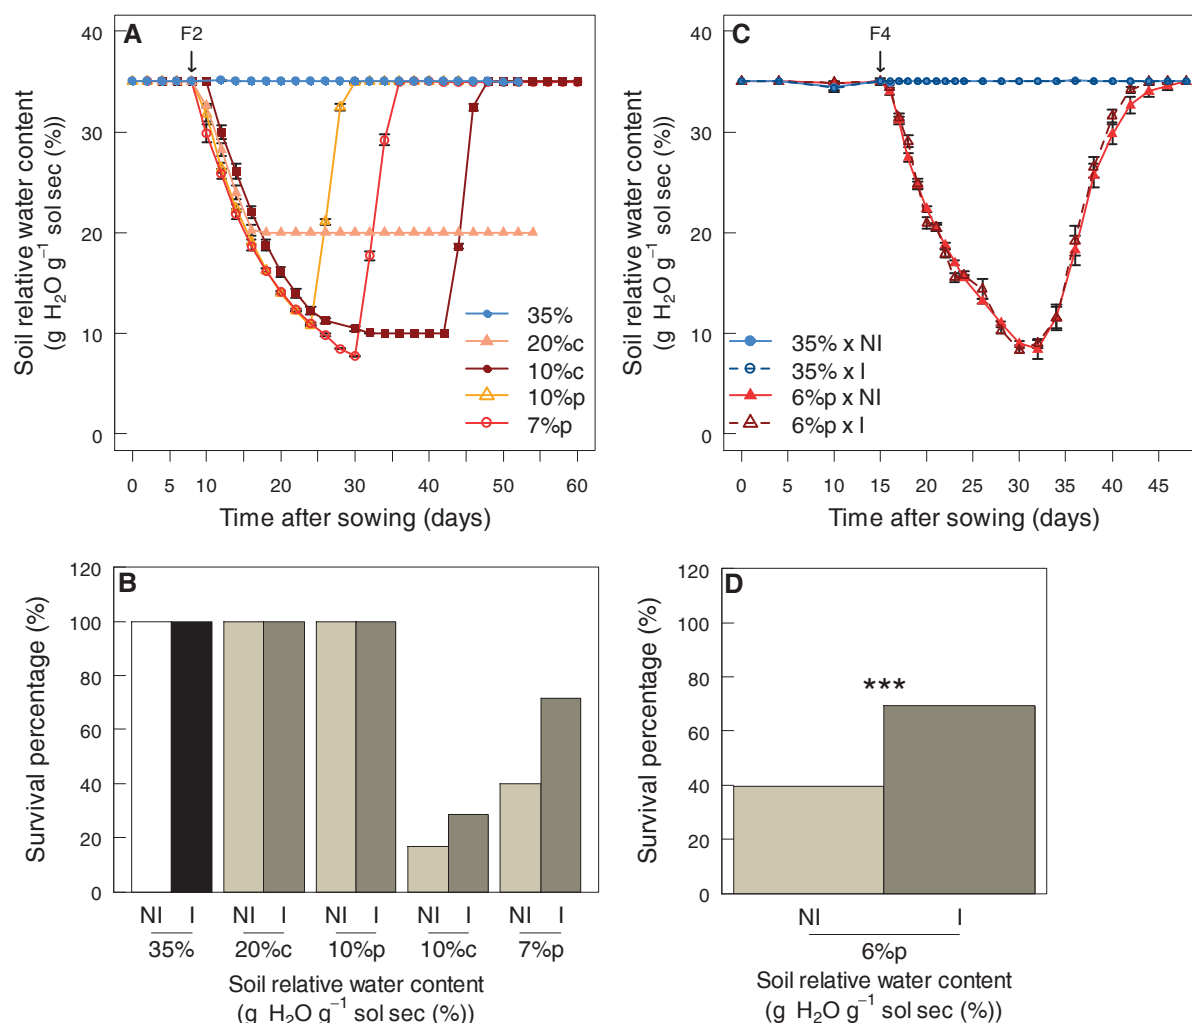 A
F2
40
30
20
10
0
Soil relative water content
(g H₂O g⁻¹ sol sec (%))
35%
20%c
10%c
10%p
7%p
0 5 10 20 30 40 50 60
Time after sowing (days)
C
F4
40
30
20
10
0
Soil relative water content
(g H₂O g⁻¹ sol sec (%))
35% x NI
35% x I
6%p x NI
6%p x I
0 5 10 15 20 25 30 35 40 45
Time after sowing (days)
B
120
100
80
60
40
20
0
Survival percentage (%)
NI I NI I NI I NI I NI I
35% 20%c 10%p 10%c 7%p
Soil relative water content
(g H₂O g⁻¹ sol sec (%))
D
120
100
80
60
40
20
0
Survival percentage (%)
***
NI I
6%p
Soil relative water content
(g H₂O g⁻¹ sol sec (%))